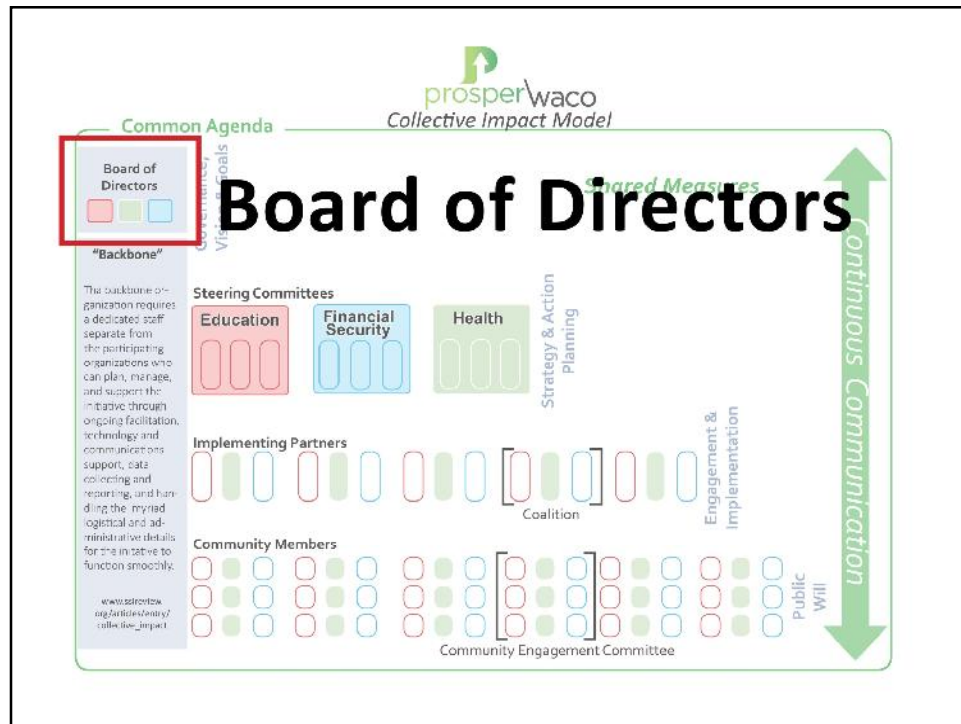 prosper\waco
Collective Impact Model
Common Agenda
Board of
Directors
Governance,
Vision & Goals
Shared Measures
Board of Directors
"Backbone"
The backbone or-
ganization requires
a dedicated staff
separate from
the participating
organizations who
can plan, manage,
and support the
initiative through
ongoing facilitation,
technology and
communications
support, data
collecting and
reporting, and han-
dling the myriad
logistical and ad-
ministrative details
for the initative to
function smoothly.
www.ssireview.
org/articles/entry/
collective_impact
Steering Committees
Education
Financial
Security
Health
Strategy & Action
Planning
Implementing Partners
Coalition
Engagement &
Implementation
Community Members
Community Engagement Committee
Public
Will
Continuous Communication